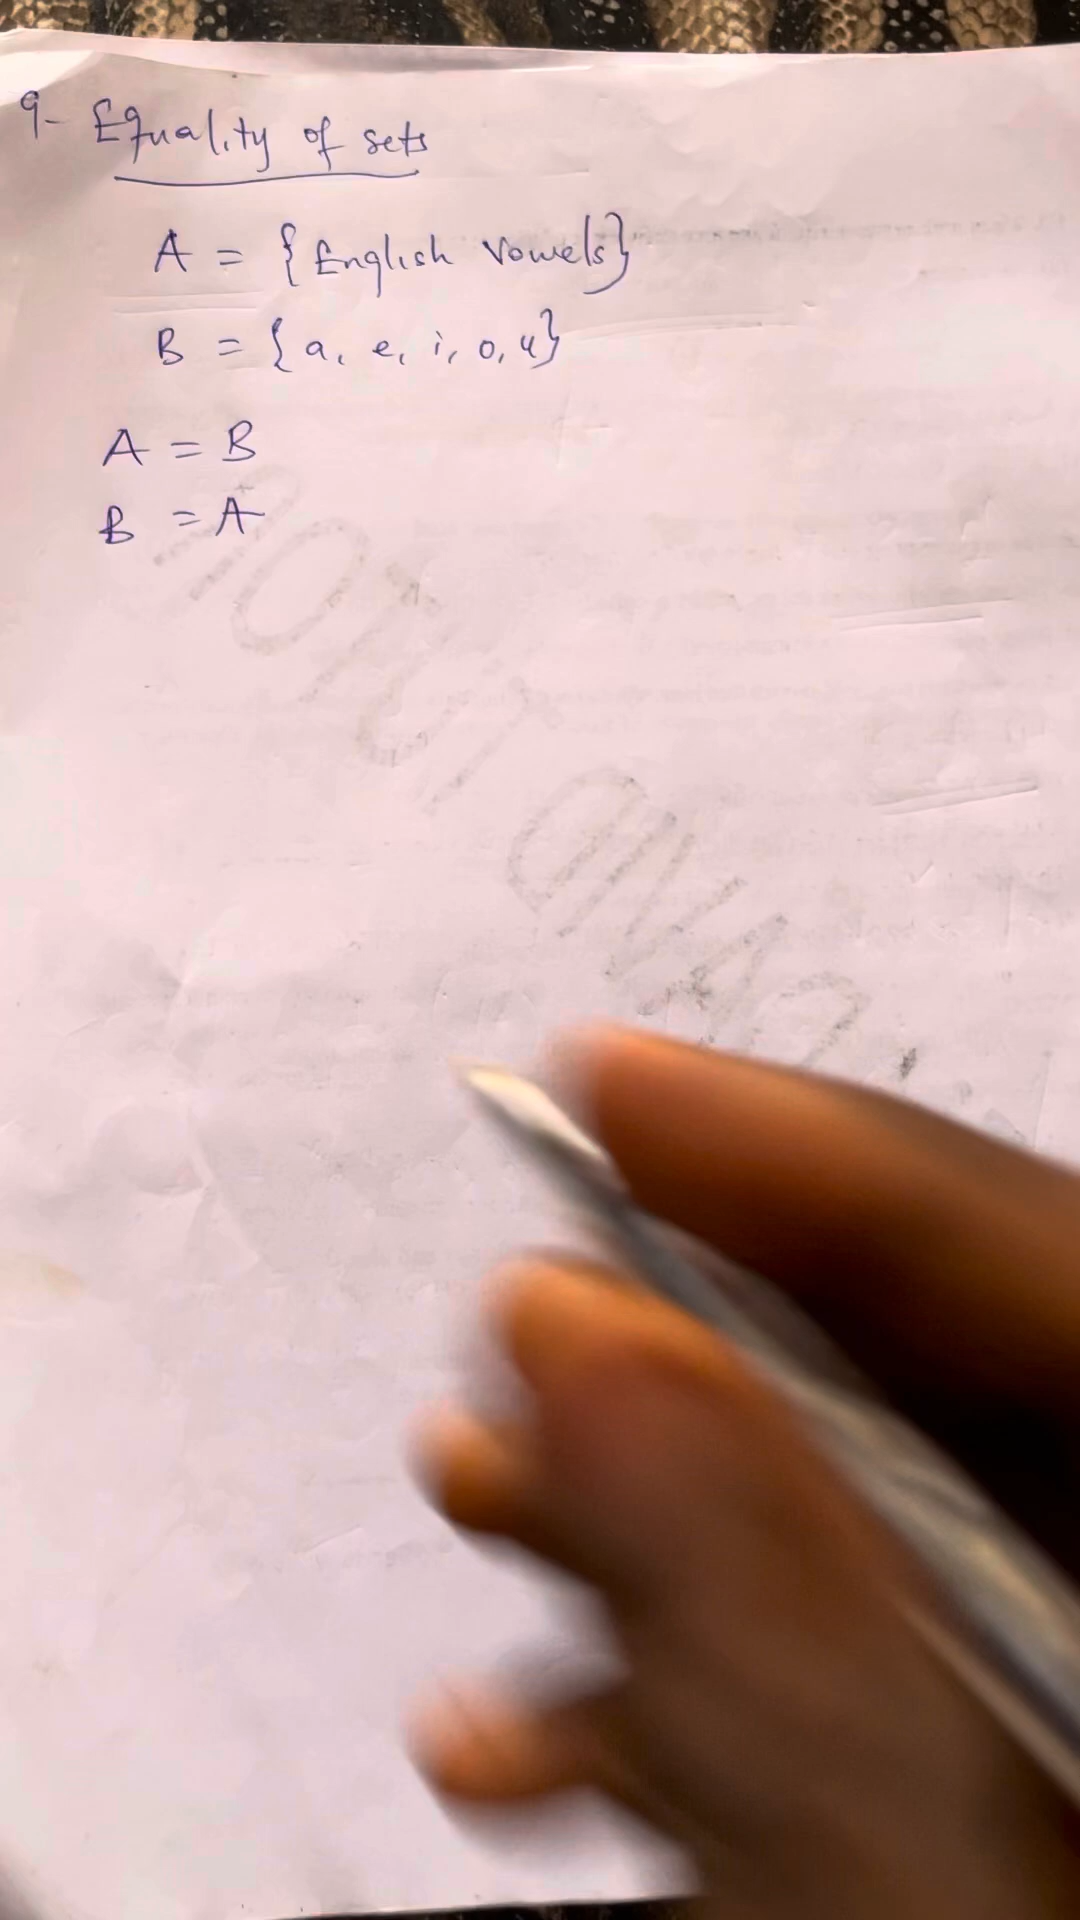 9- Equality of sets
A = {English Vowels}
B = {a, e, i, o, u}
A = B
B = A